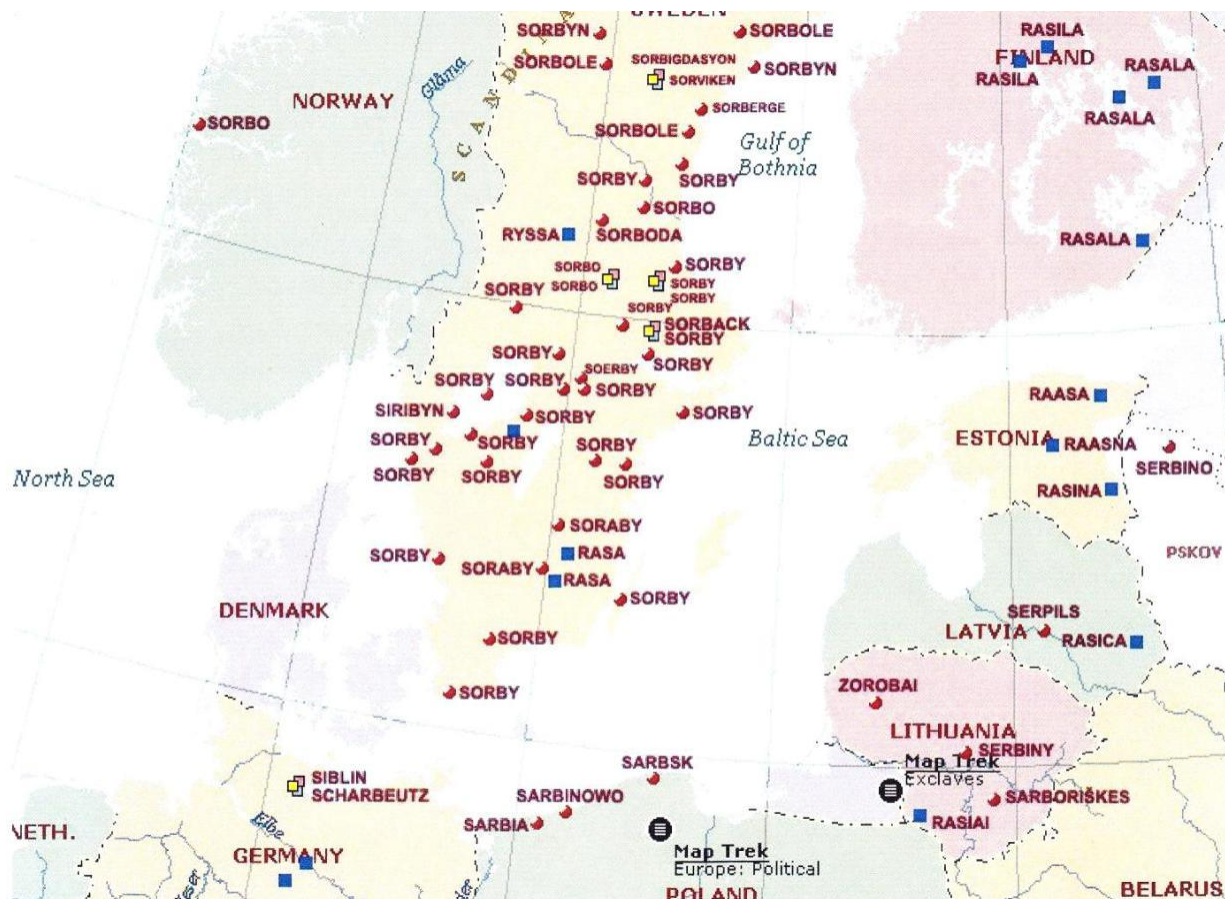 SWEDEN
SORBYN
SORBOLE
RASILA
FINLAND
SORBOLE
SORBIGDASYON
SORVIKEN
SORBYN
RASILA
RASALA
Glåma
NORWAY
SCANDI
SORBERGE
RASALA
SORBO
SORBOLE
Gulf of
Bothnia
SORBY
SORBY
SORBO
RYSSA
SORBODA
RASALA
SORBO
SORBO
SORBY
SORBY
SORBY
SORBY
SORBY
SORBACK
SORBY
SORBY
SORBY
SOERBY
SORBY
SORBY
SORBY
RAASA
SIRIBYN
SORBY
SORBY
SORBY
SORBY
SORBY
Baltic Sea
ESTONIA
RAASNA
SERBINO
SORBY
SORBY
SORBY
North Sea
RASINA
SORABY
SORBY
RASA
PSKOV
SORABY
RASA
SORBY
DENMARK
SERPILS
LATVIA
RASICA
SORBY
ZOROBAI
SORBY
LITHUANIA
SERBINY
Map Trek
Exclaves
SARBSK
SIBLIN
SCHARBEUTZ
SARBINOWO
SARBORIŠKES
SARBIA
RASIAI
NETH.
Elbe
GERMANY
Map Trek
Europe: Political
POLAND
BELARUS